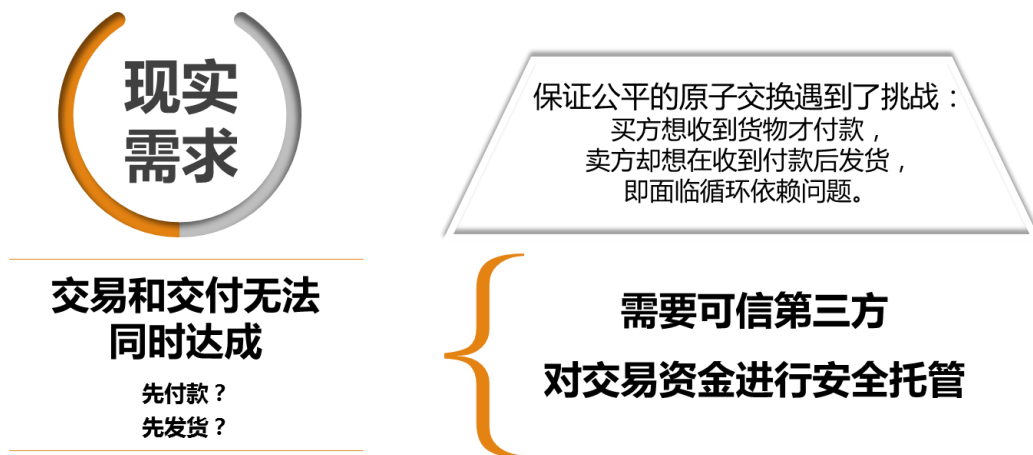 现实
需求
保证公平的原子交换遇到了挑战：
买方想收到货物才付款，
卖方却想在收到付款后发货，
即面临循环依赖问题。
交易和交付无法
同时达成
先付款？
先发货？
需要可信第三方
对交易资金进行安全托管